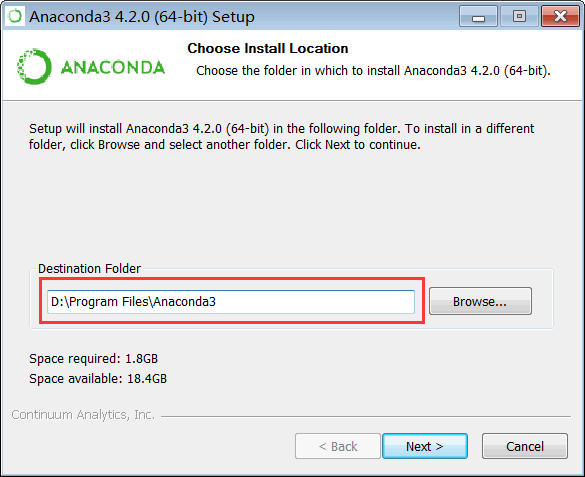 Anaconda3 4.2.0 (64-bit) Setup
ANACONDA
Choose Install Location
Choose the folder in which to install Anaconda3 4.2.0 (64-bit).
Setup will install Anaconda3 4.2.0 (64-bit) in the following folder. To install in a different
folder, click Browse and select another folder. Click Next to continue.
Destination Folder
D:\Program Files\Anaconda3
Browse...
Space required: 1.8GB
Space available: 18.4GB
Continuum Analytics, Inc.
< Back
Next >
Cancel